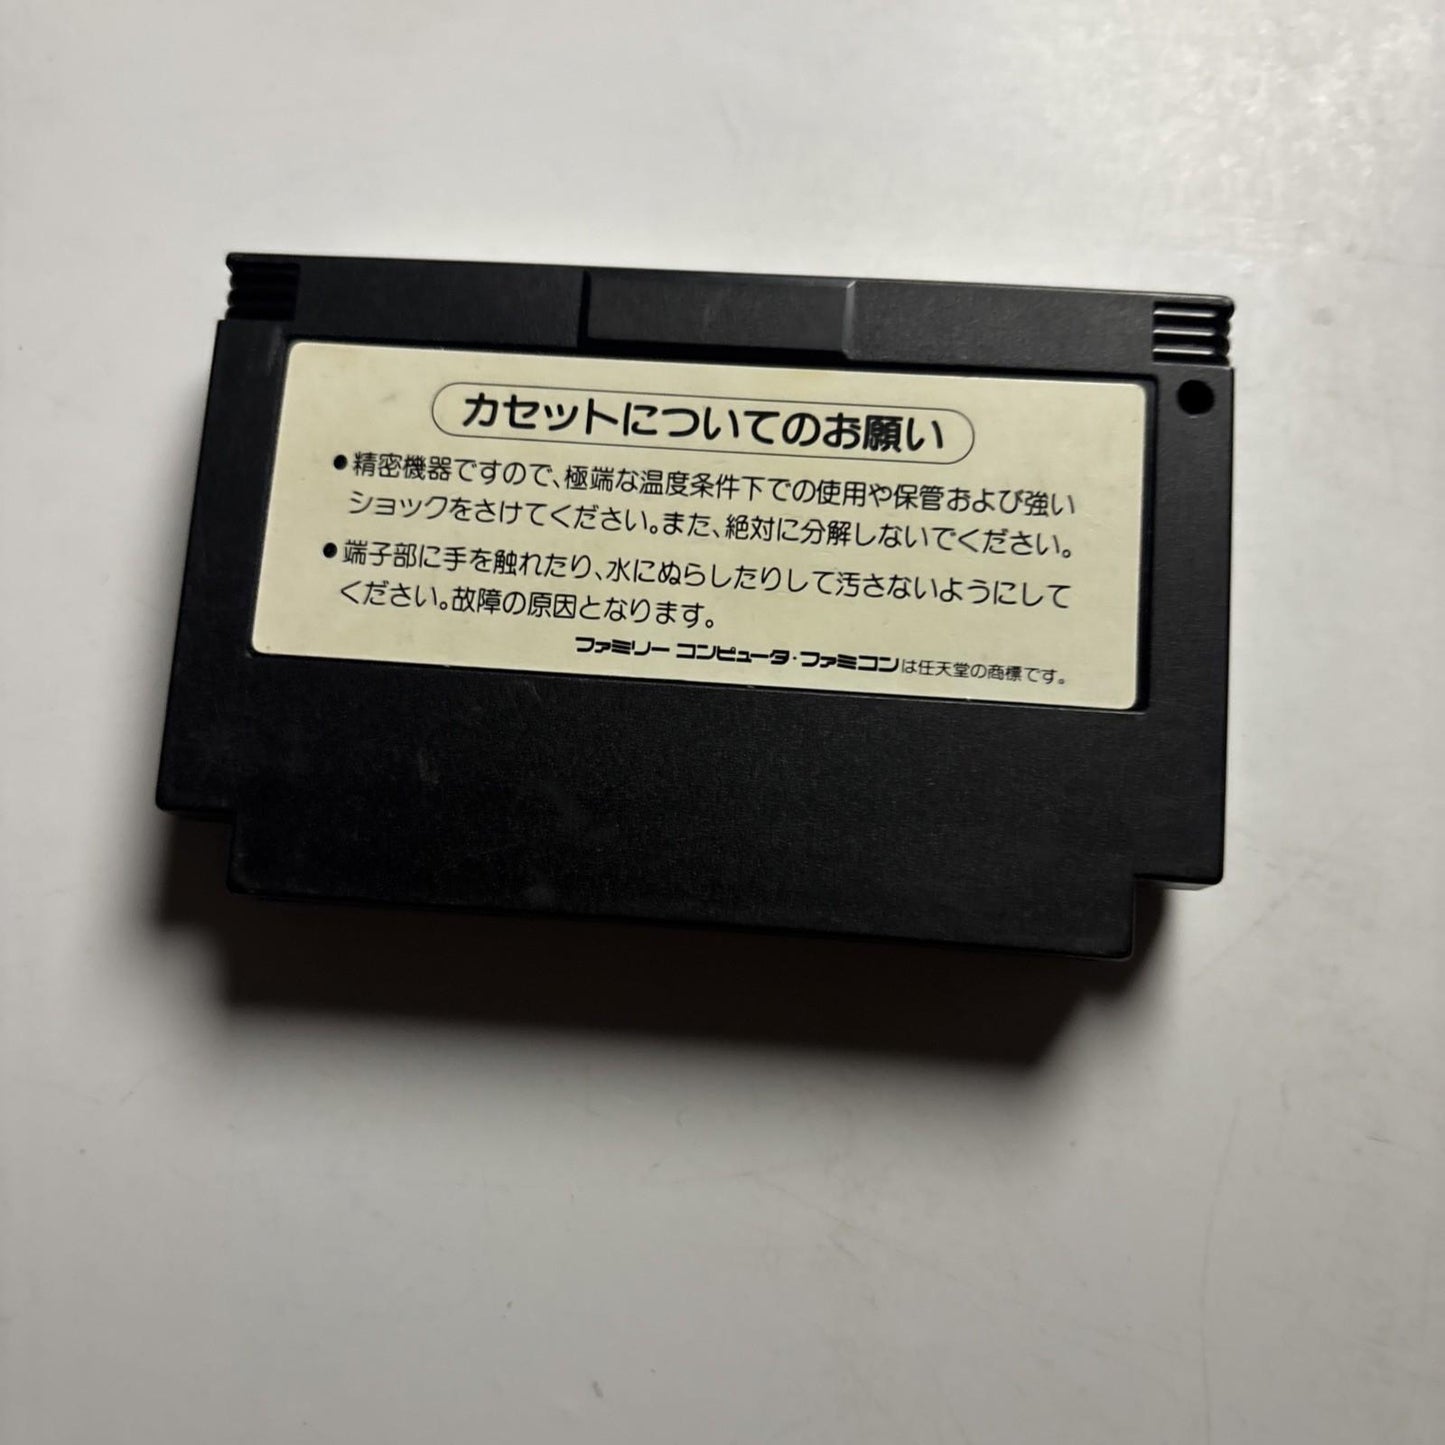 カセットについてのお願い
●精密機器ですので、極端な温度条件下での使用や保管および強い
ショックをさけてください。また、絶対に分解しないでください。
●端子部に手を触れたり、水にぬらしたりして汚さないようにして
ください。故障の原因となります。
ファミリー コンピュータ・ファミコンは任天堂の商標です。